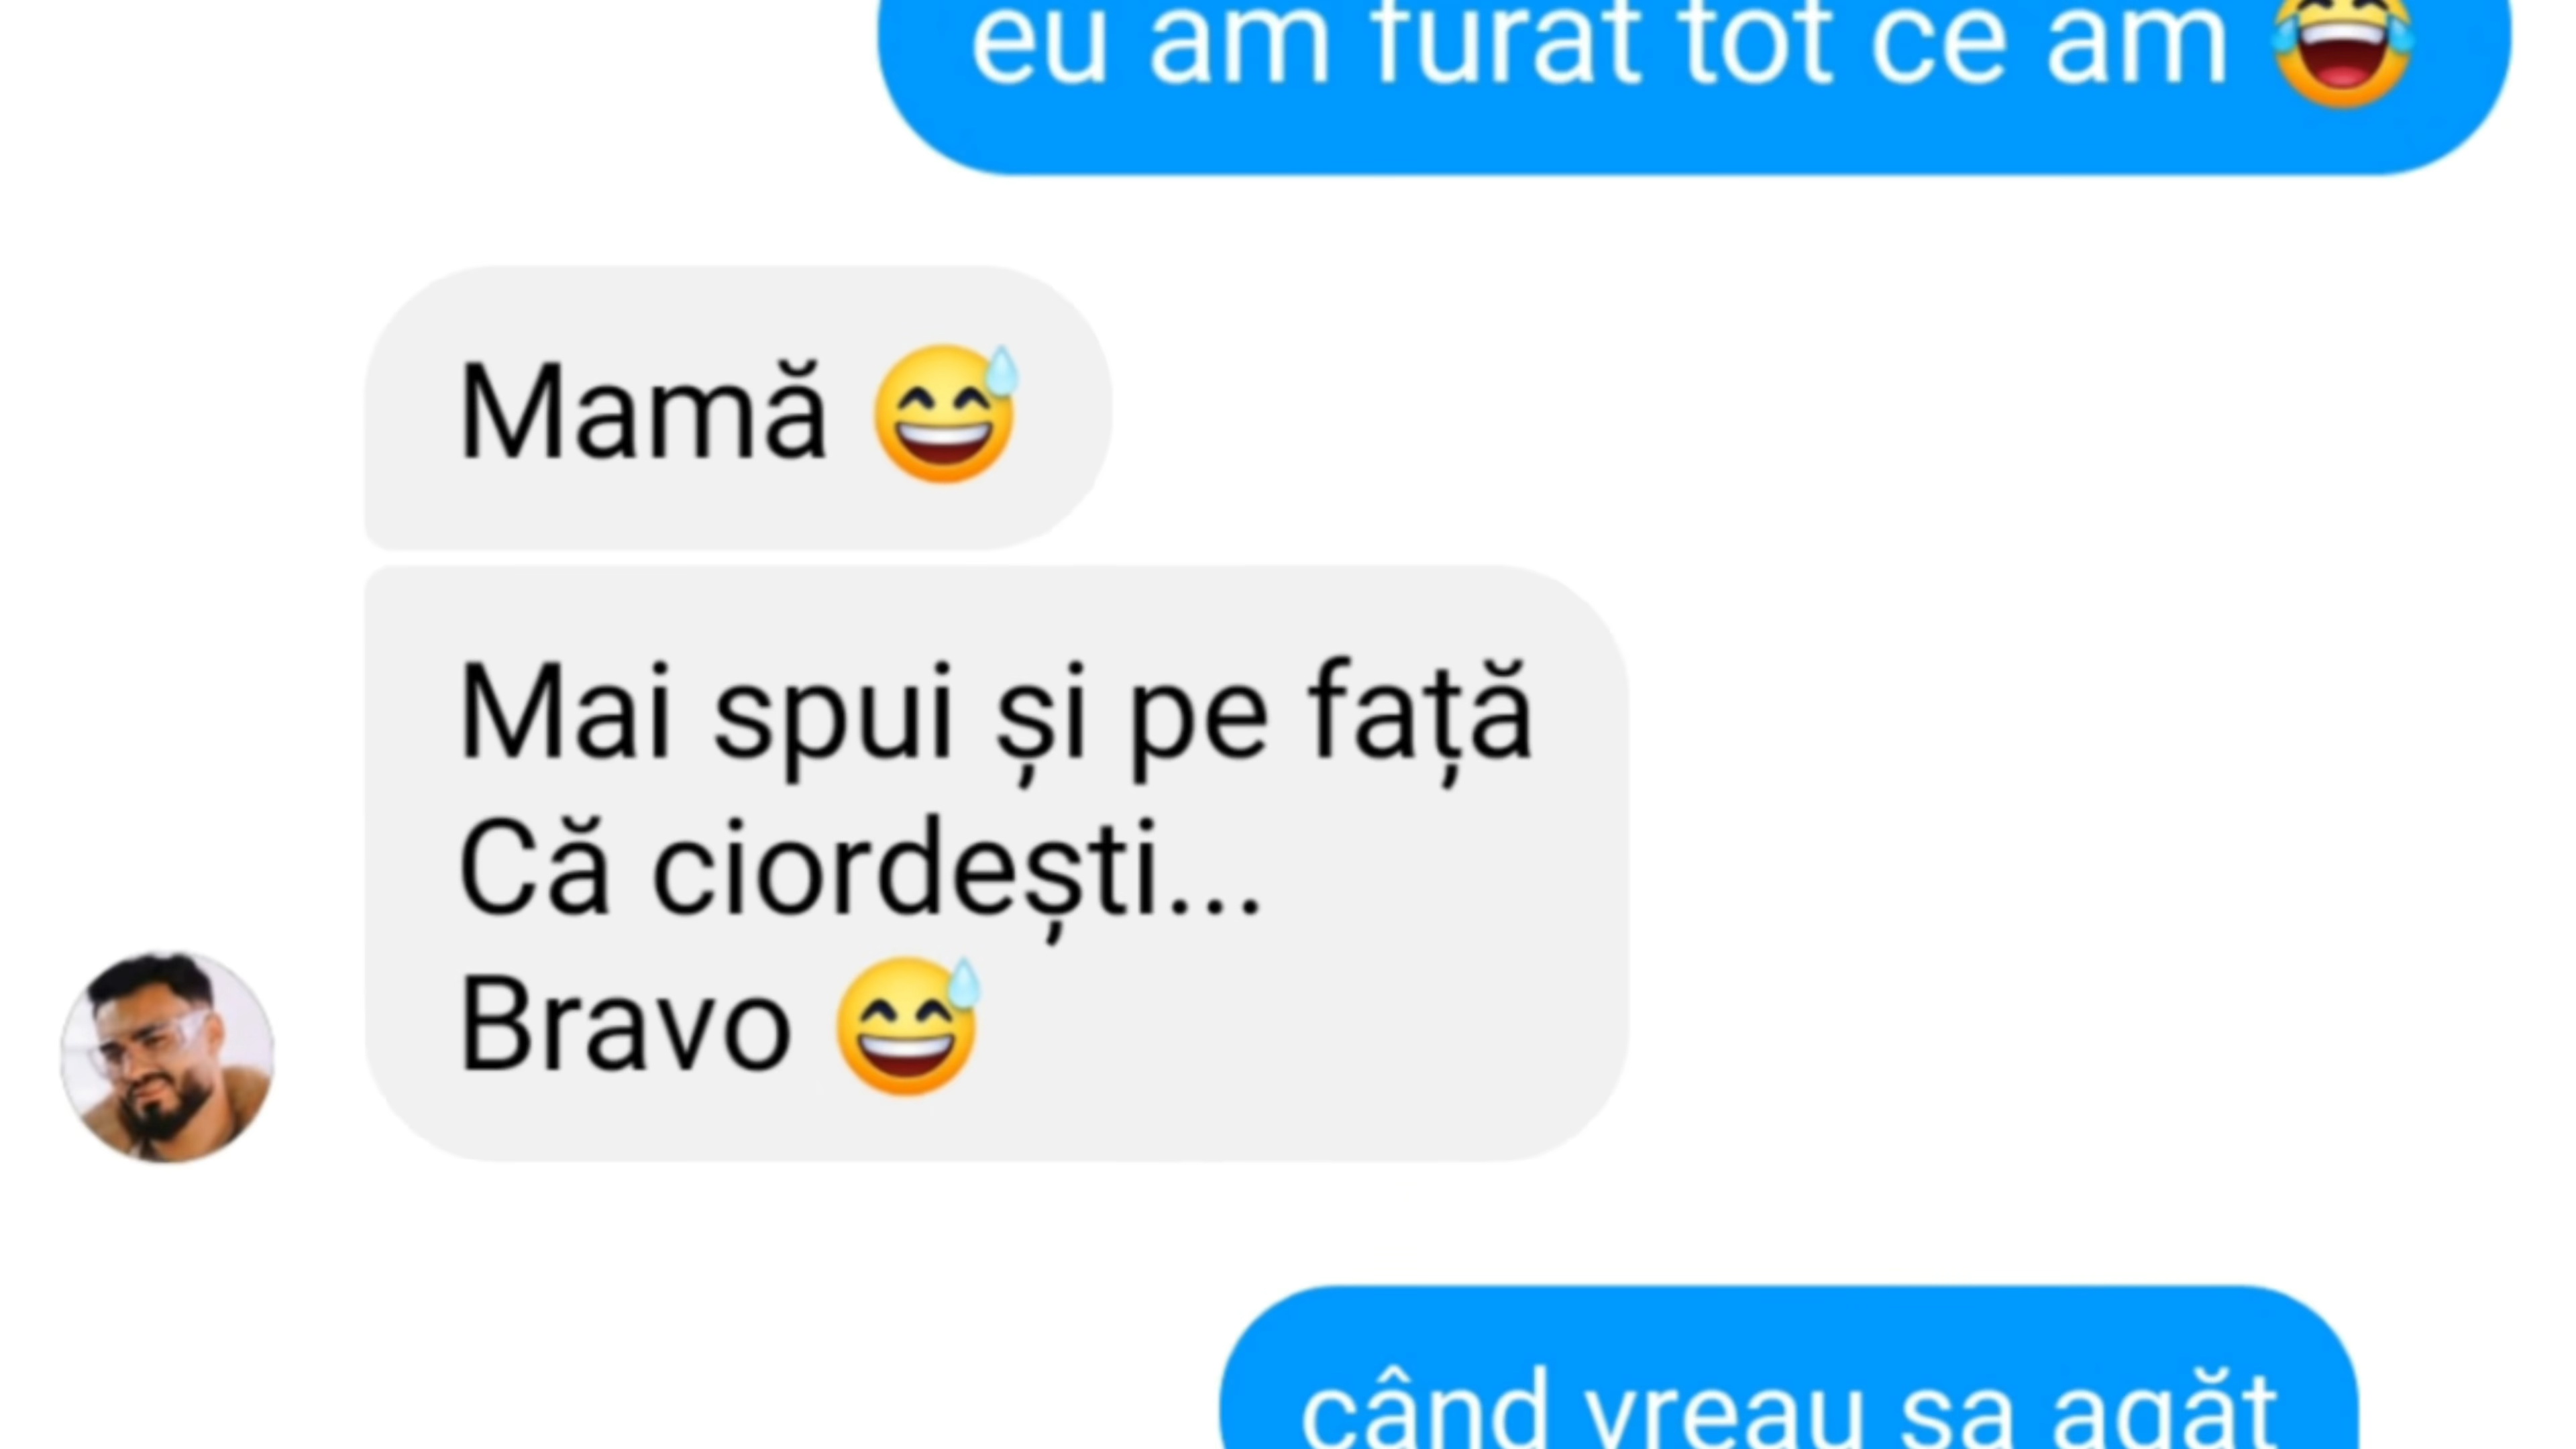 eu am furat tot ce am 😂
Mamă 😅
Mai spui și pe față
Că ciordești...
Bravo 😅
când vreau sa agăt